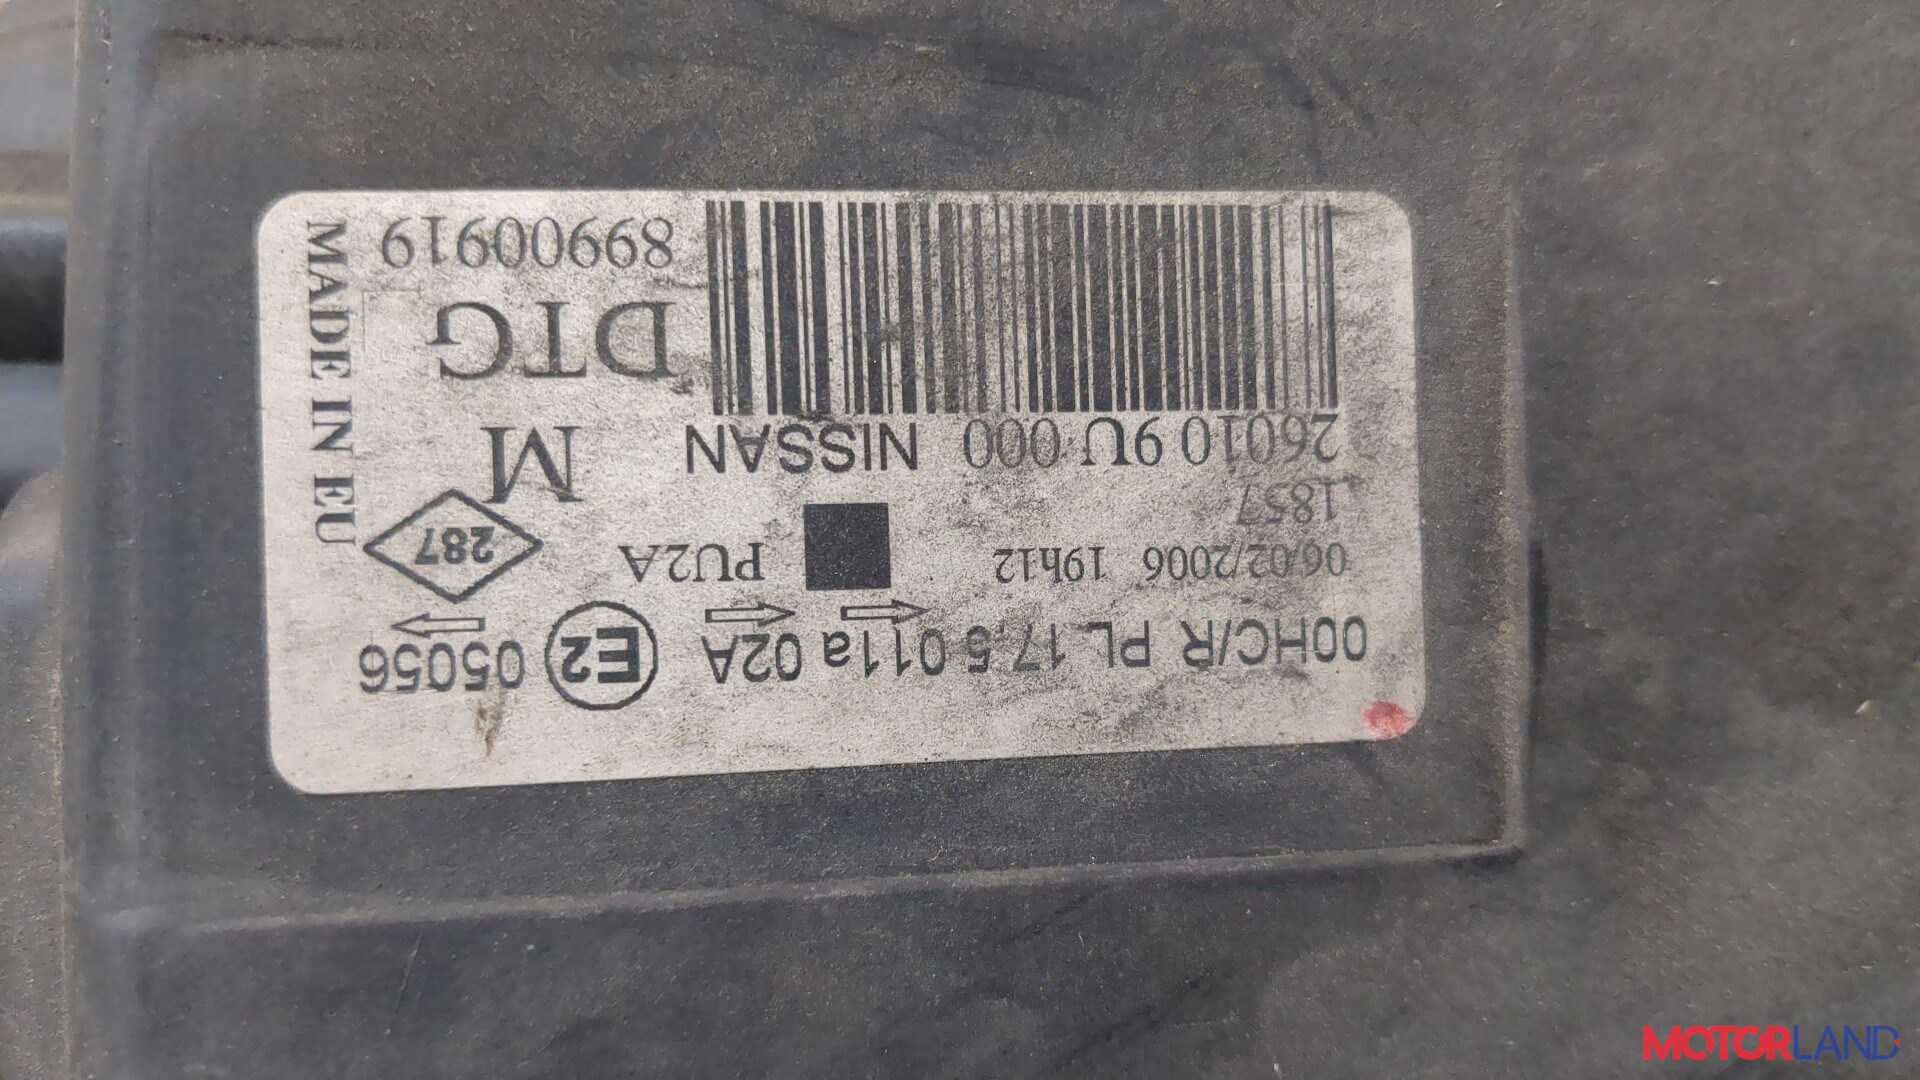 00HC/R PL 17.5 011a 02A E2 05056
06/02/2006 19h12 PU2A 287
1857
26010 9U 000 NISSAN M
DTG
89900919
MADE IN EU
MOTORLAND